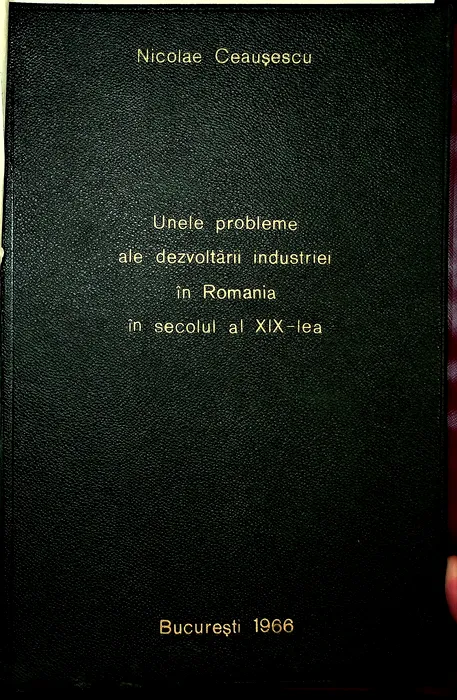 Nicolae Ceaușescu
Unele probleme
ale dezvoltării industriei
în Romania
în secolul al XIX-lea
București 1966